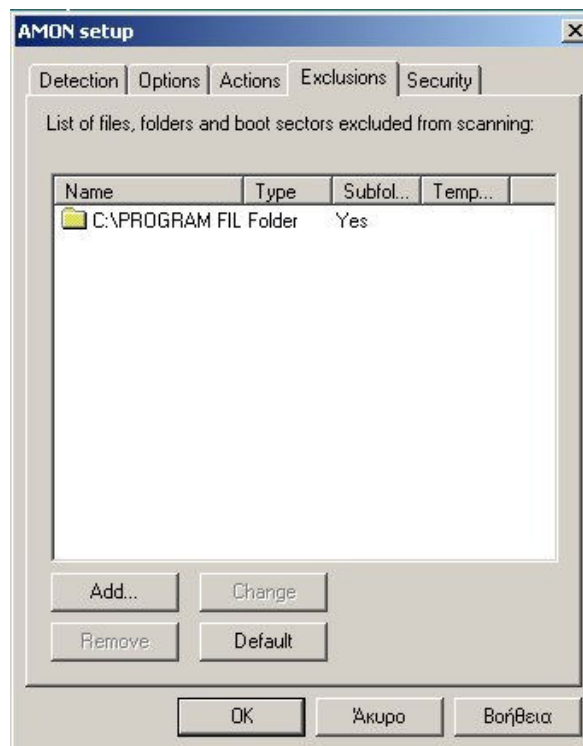 AMON setup
Detection Options Actions Exclusions Security
List of files, folders and boot sectors excluded from scanning:
Name Type Subfol... Temp...
C:\PROGRAM FIL Folder Yes
Add... Change
Remove Default
OK Άκυρο Βοήθεια